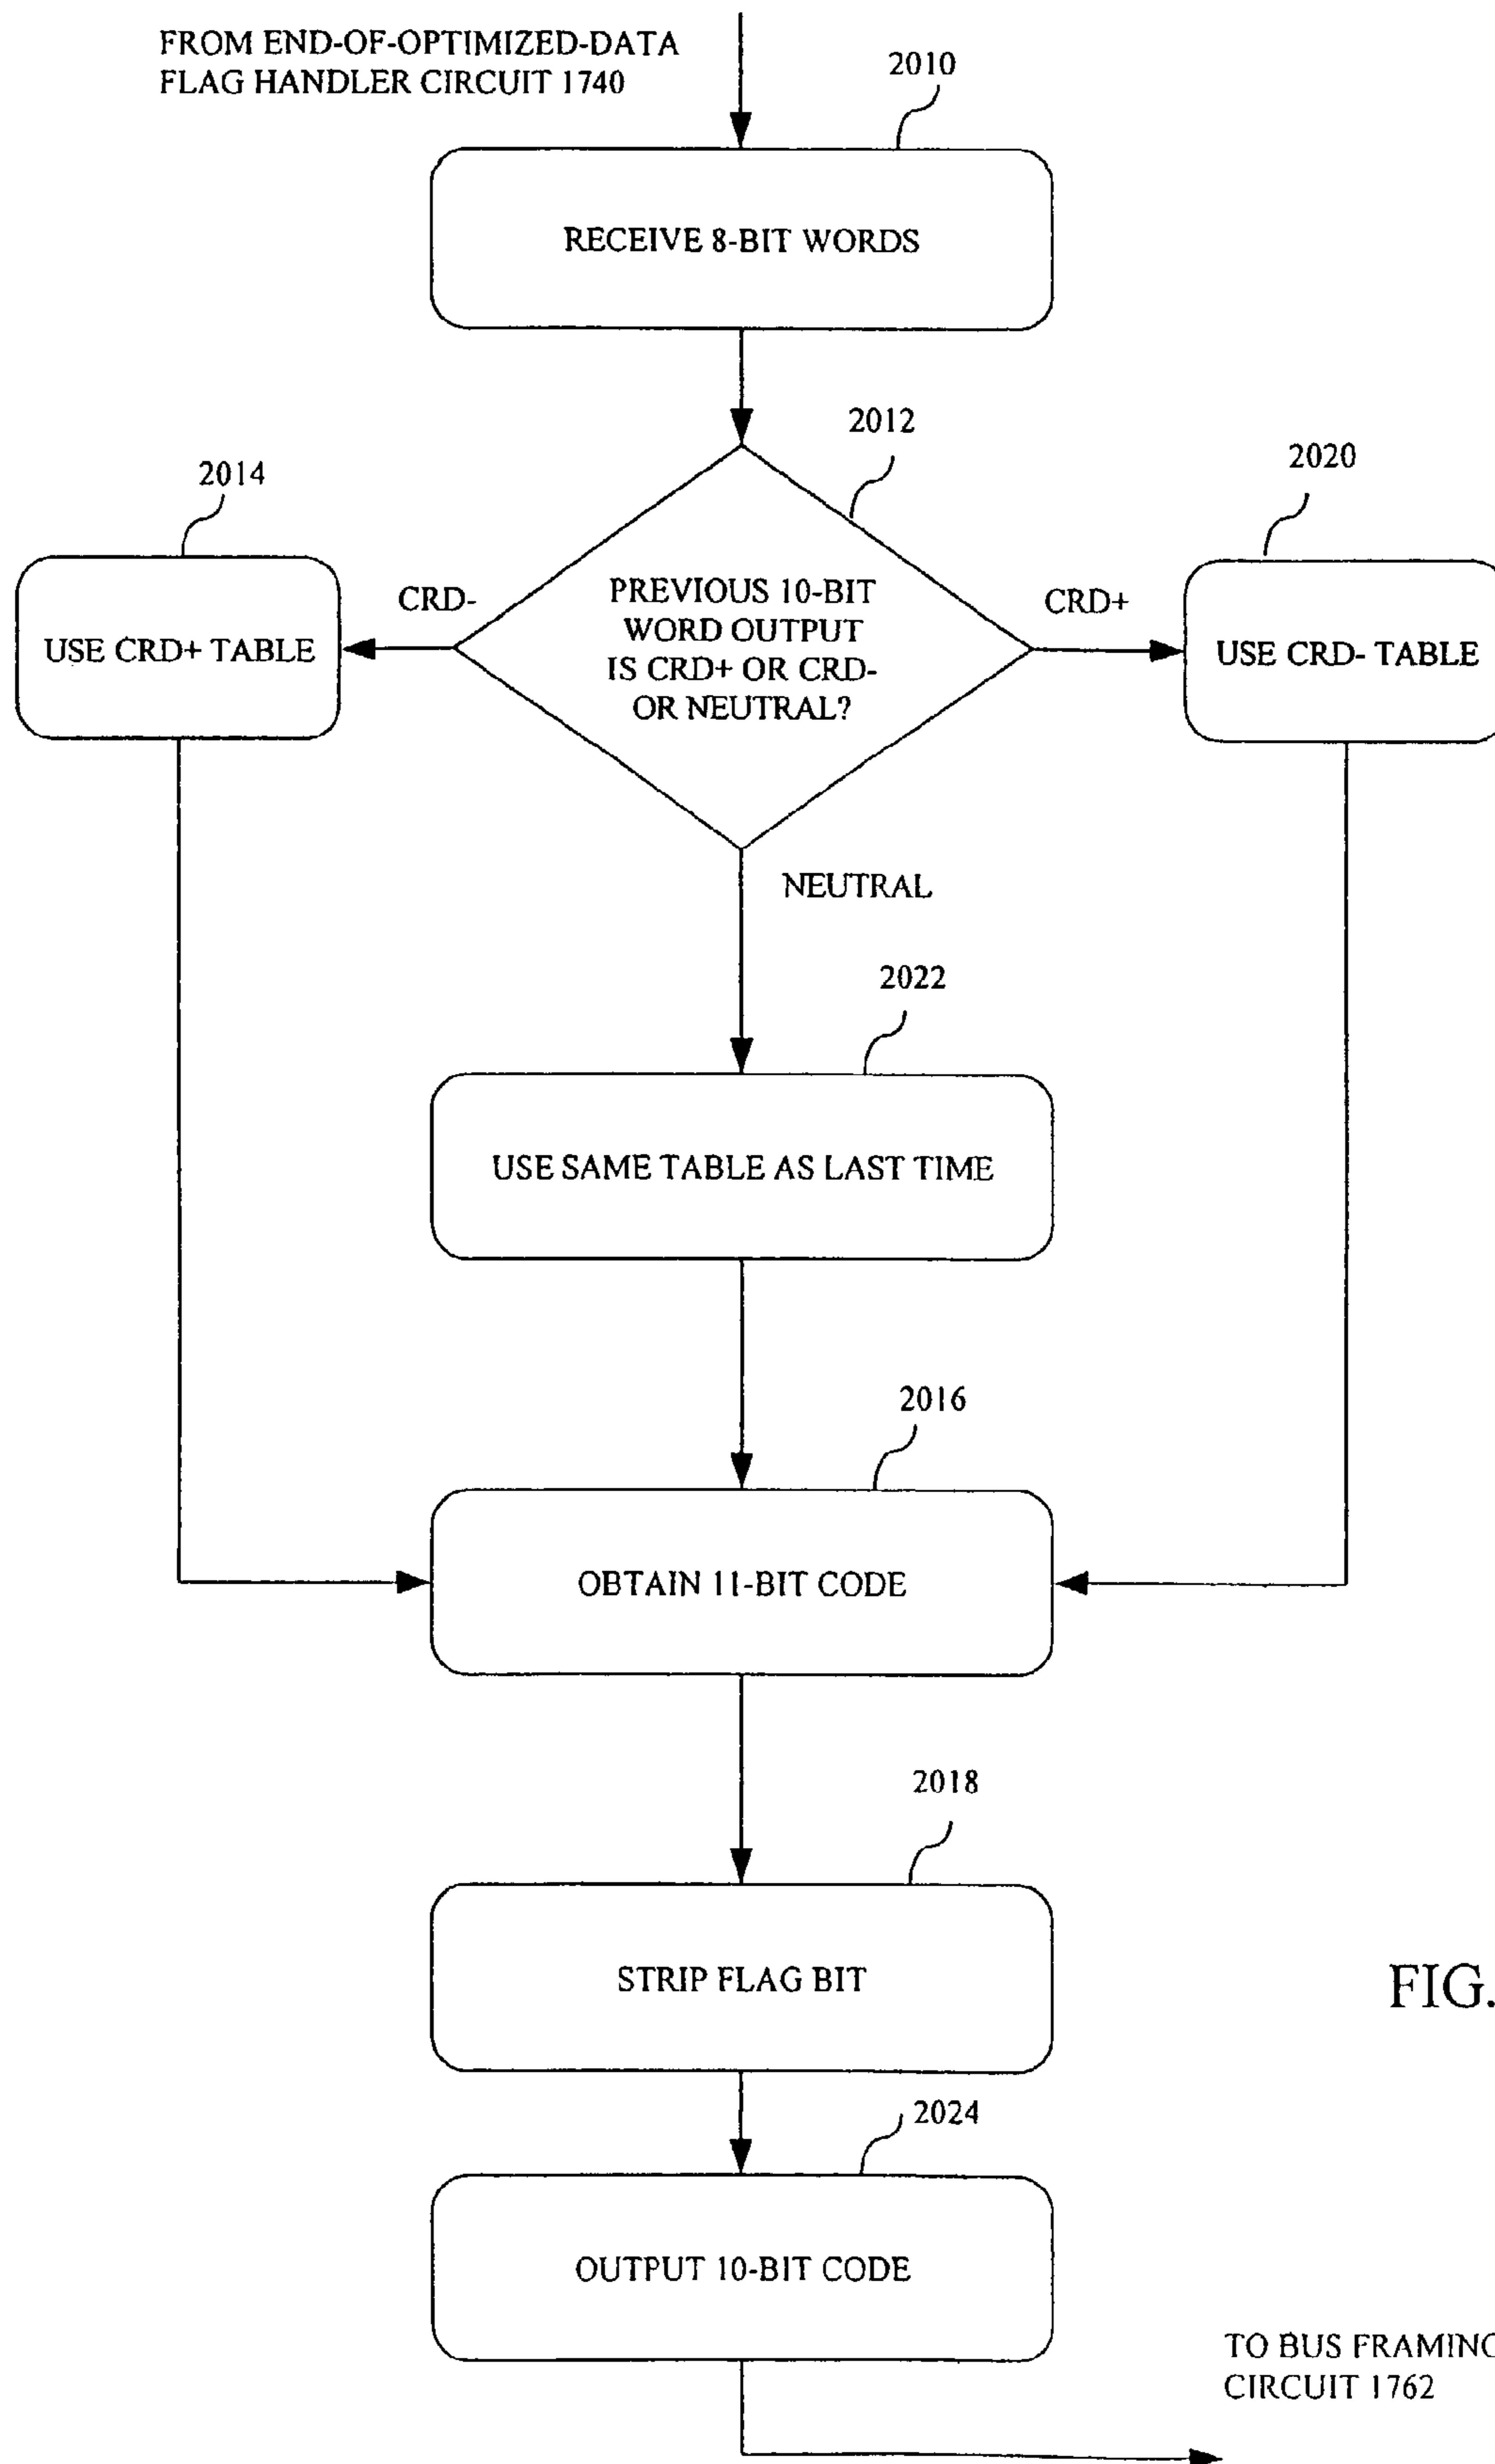 FROM END-OF-OPTIMIZED-DATA
FLAG HANDLER CIRCUIT 1740
2010
RECEIVE 8-BIT WORDS
2012
2014
2020
CRD-
PREVIOUS 10-BIT
WORD OUTPUT
IS CRD+ OR CRD-
OR NEUTRAL?
CRD+
USE CRD+ TABLE
USE CRD- TABLE
NEUTRAL
2022
USE SAME TABLE AS LAST TIME
2016
OBTAIN 11-BIT CODE
2018
STRIP FLAG BIT
FIG.
2024
OUTPUT 10-BIT CODE
TO BUS FRAMING
CIRCUIT 1762